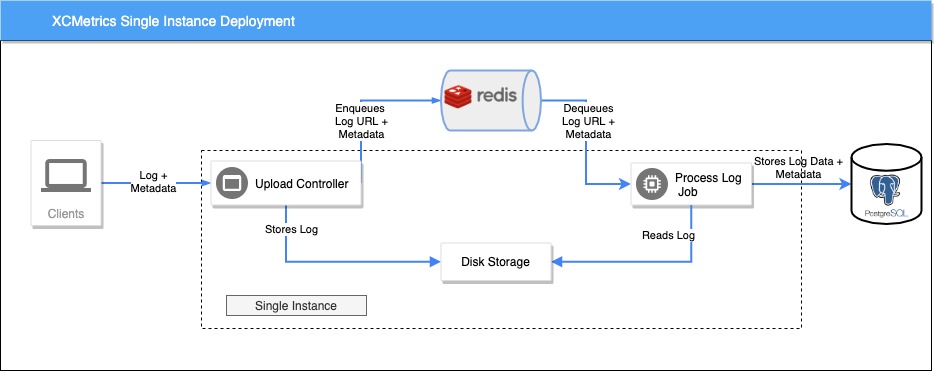 XCMetrics Single Instance Deployment
redis
Enqueues
Log URL +
Metadata
Dequeues
Log URL +
Metadata
Clients
Log +
Metadata
Upload Controller
Process Log
Job
Stores Log Data +
Metadata
PostgreSQL
Stores Log
Reads Log
Disk Storage
Single Instance